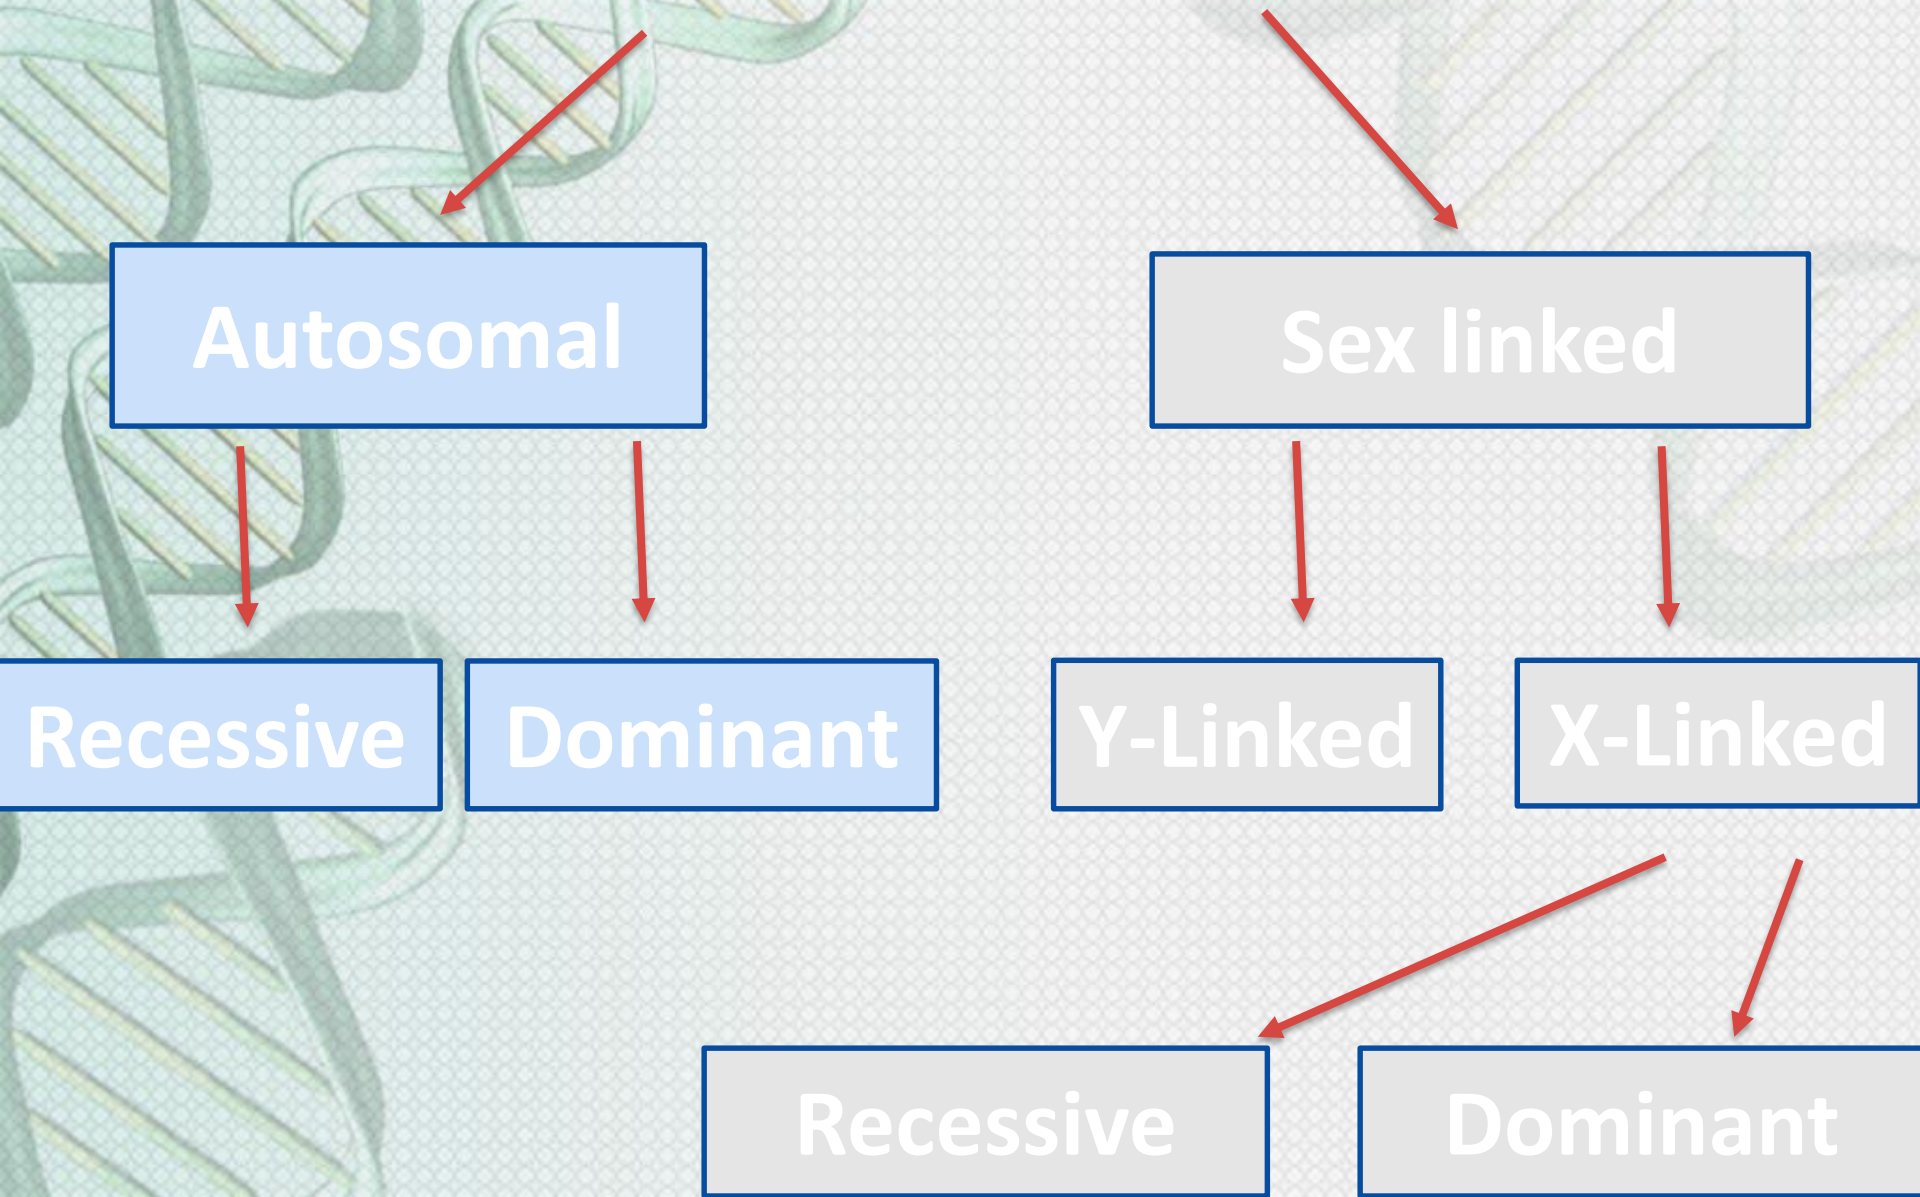 Autosomal
Sex linked
Recessive
Dominant
Y-Linked
X-Linked
Recessive
Dominant